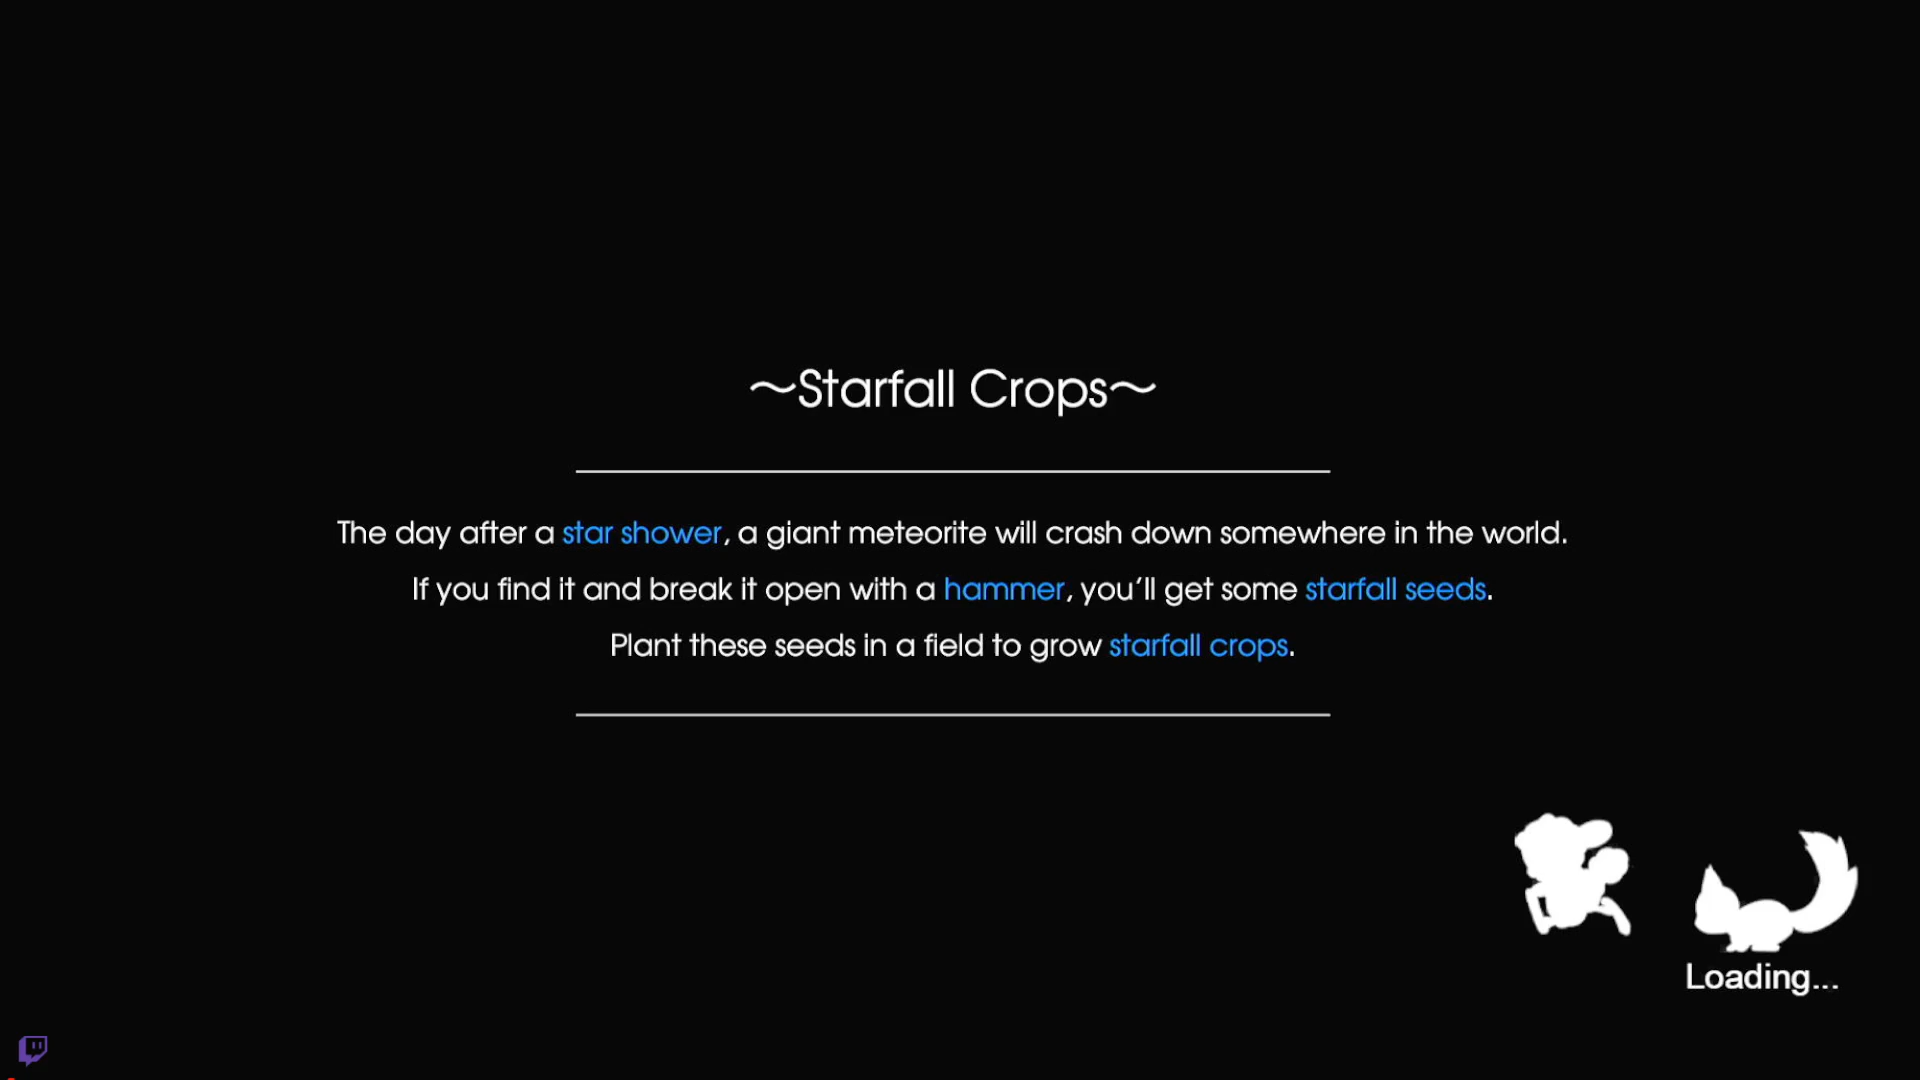 ～Starfall Crops～
The day after a star shower, a giant meteorite will crash down somewhere in the world.
If you find it and break it open with a hammer, you’ll get some starfall seeds.
Plant these seeds in a field to grow starfall crops.
Loading...